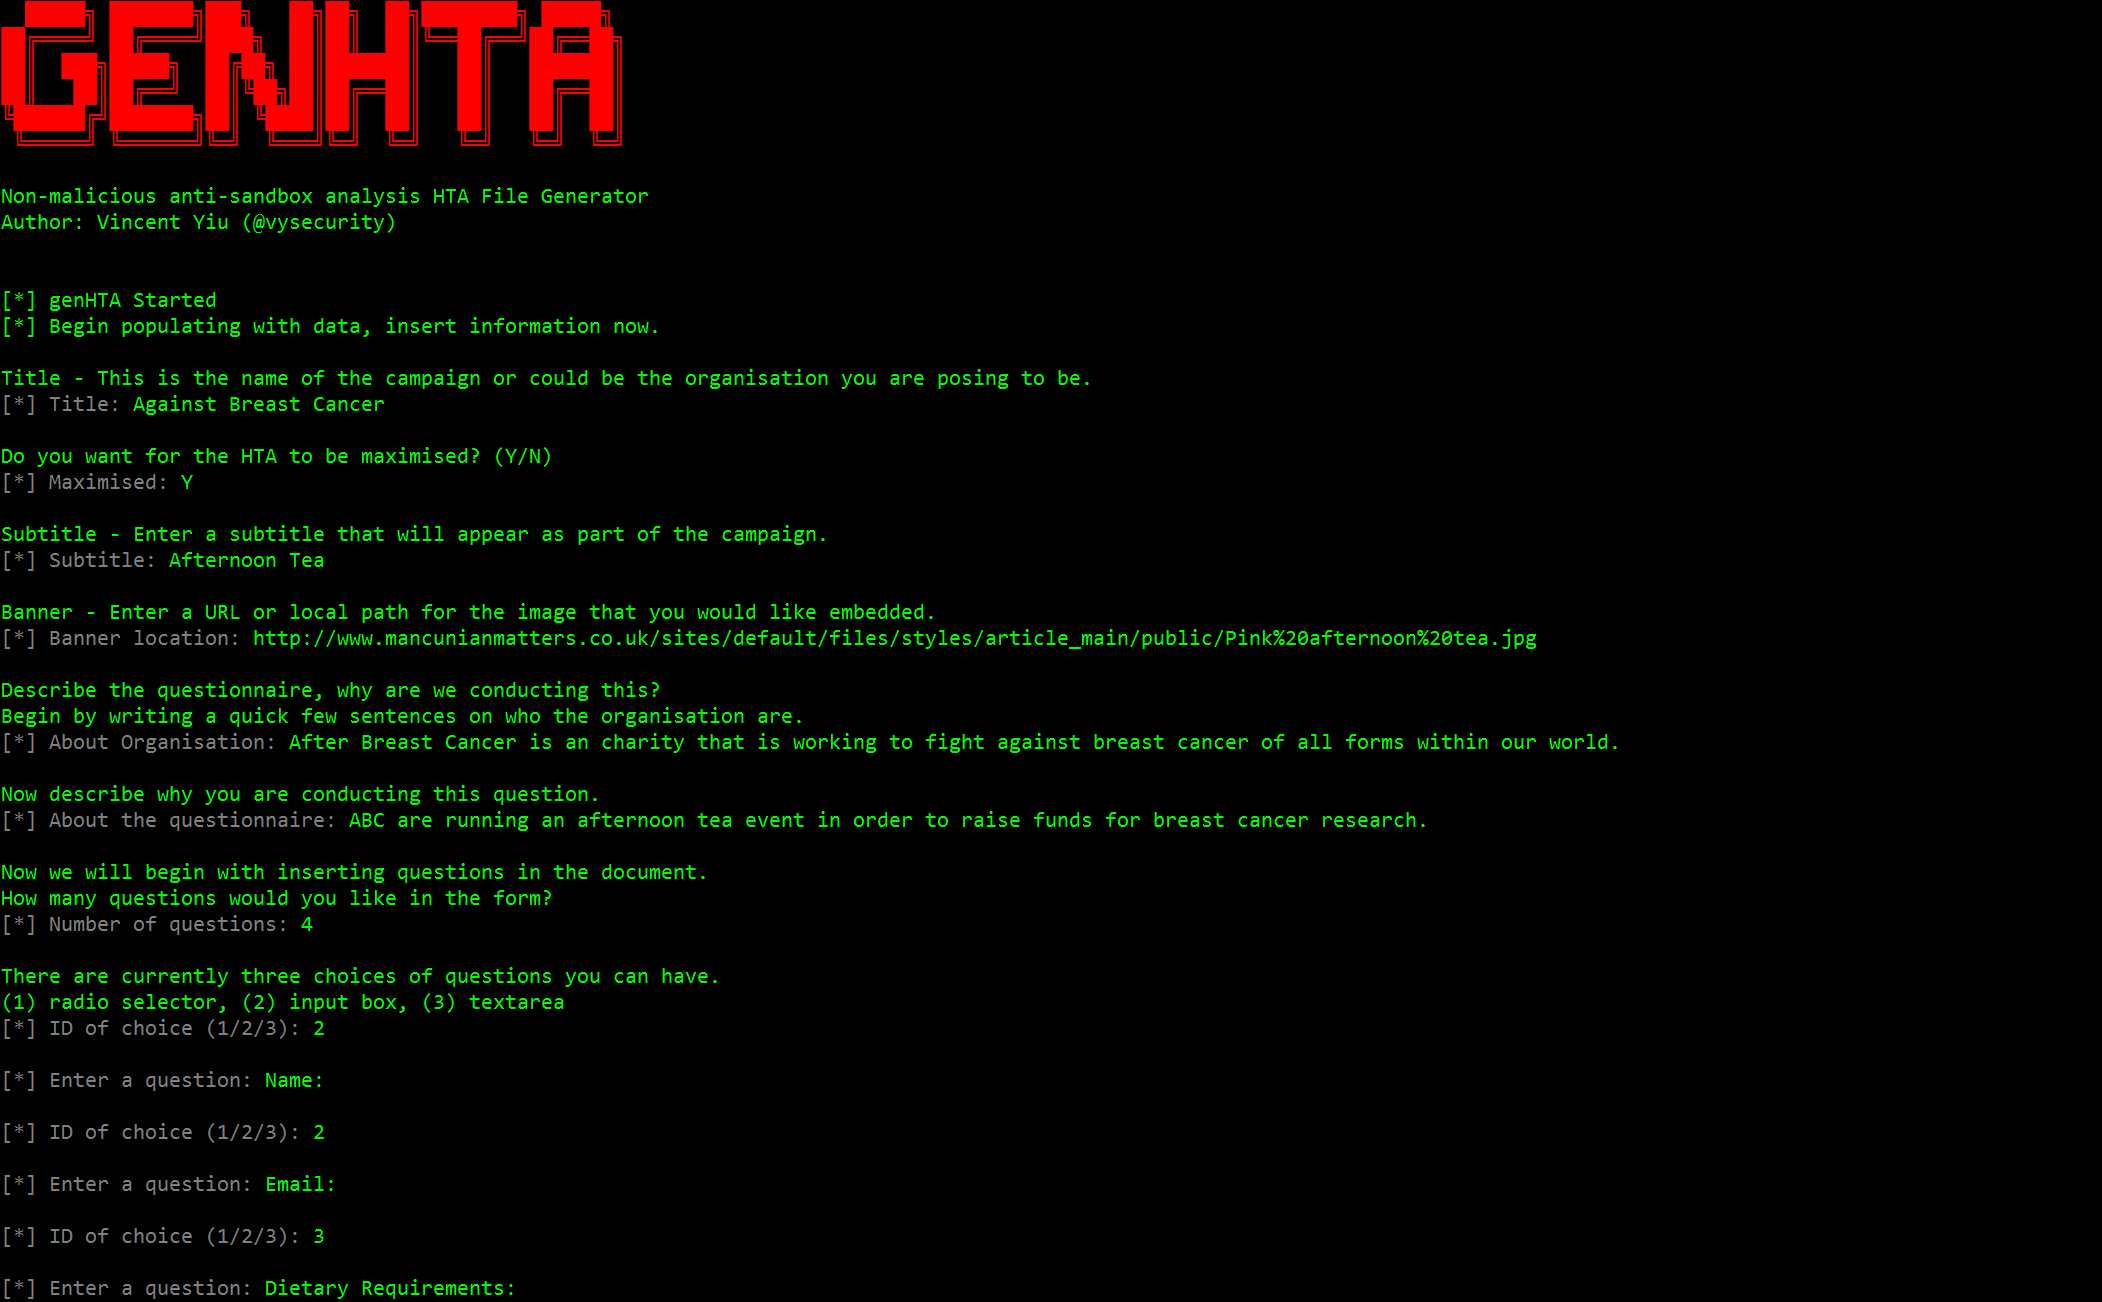 GENHTA
Non-malicious anti-sandbox analysis HTA File Generator
Author: Vincent Yiu (@vysecurity)
[*] genHTA Started
[*] Begin populating with data, insert information now.
Title - This is the name of the campaign or could be the organisation you are posing to be.
[*] Title: Against Breast Cancer
Do you want for the HTA to be maximised? (Y/N)
[*] Maximised: Y
Subtitle - Enter a subtitle that will appear as part of the campaign.
[*] Subtitle: Afternoon Tea
Banner - Enter a URL or local path for the image that you would like embedded.
[*] Banner location: http://www.mancunianmatters.co.uk/sites/default/files/styles/article_main/public/Pink%20afternoon%20tea.jpg
Describe the questionnaire, why are we conducting this?
Begin by writing a quick few sentences on who the organisation are.
[*] About Organisation: After Breast Cancer is an charity that is working to fight against breast cancer of all forms within our world.
Now describe why you are conducting this question.
[*] About the questionnaire: ABC are running an afternoon tea event in order to raise funds for breast cancer research.
Now we will begin with inserting questions in the document.
How many questions would you like in the form?
[*] Number of questions: 4
There are currently three choices of questions you can have.
(1) radio selector, (2) input box, (3) textarea
[*] ID of choice (1/2/3): 2
[*] Enter a question: Name:
[*] ID of choice (1/2/3): 2
[*] Enter a question: Email:
[*] ID of choice (1/2/3): 3
[*] Enter a question: Dietary Requirements: